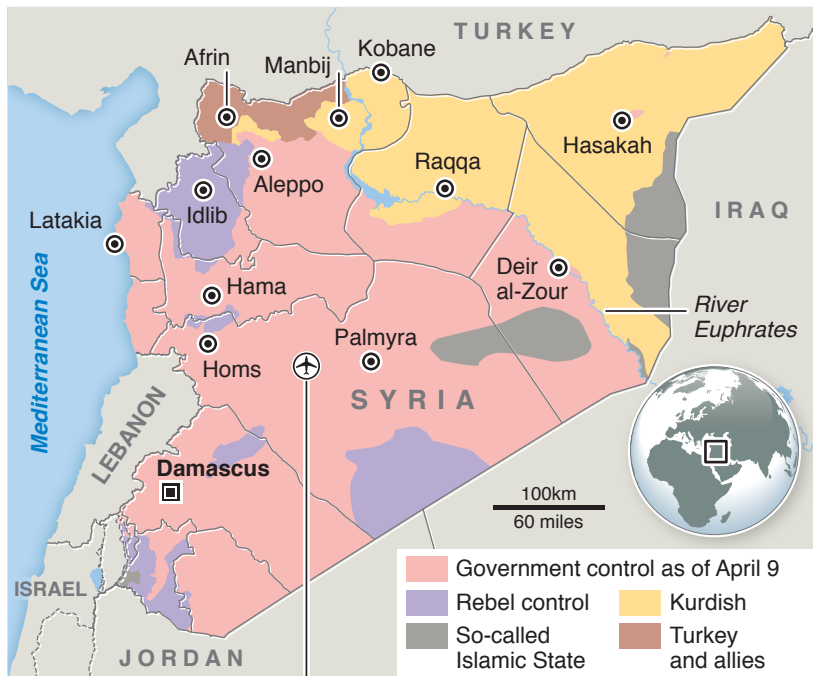 TURKEY
Afrin
Manbij
Kobane
Hasakah
Aleppo
Raqqa
Idlib
IRAQ
Latakia
Deir
al-Zour
Hama
River
Euphrates
Mediterranean Sea
Palmyra
Homs
SYRIA
LEBANON
Damascus
100km
60 miles
ISRAEL
JORDAN
Government control as of April 9
Rebel control
Kurdish
So-called
Islamic State
Turkey
and allies